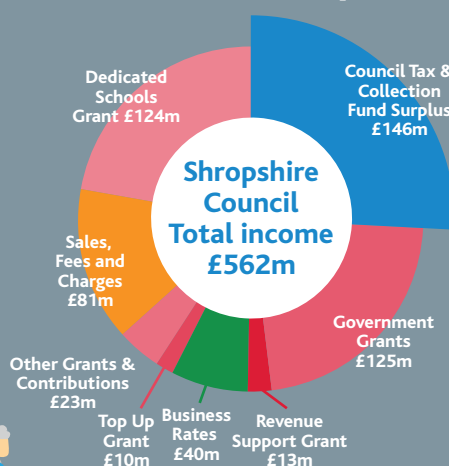 Dedicated
Schools
Grant £124m
Council Tax &
Collection
Fund Surplus
£146m
Shropshire
Council
Total income
£562m
Sales,
Fees and
Charges
£81m
Government
Grants
£125m
Other Grants &
Contributions
£23m
Top Up
Grant
£10m
Business
Rates
£40m
Revenue
Support Grant
£13m